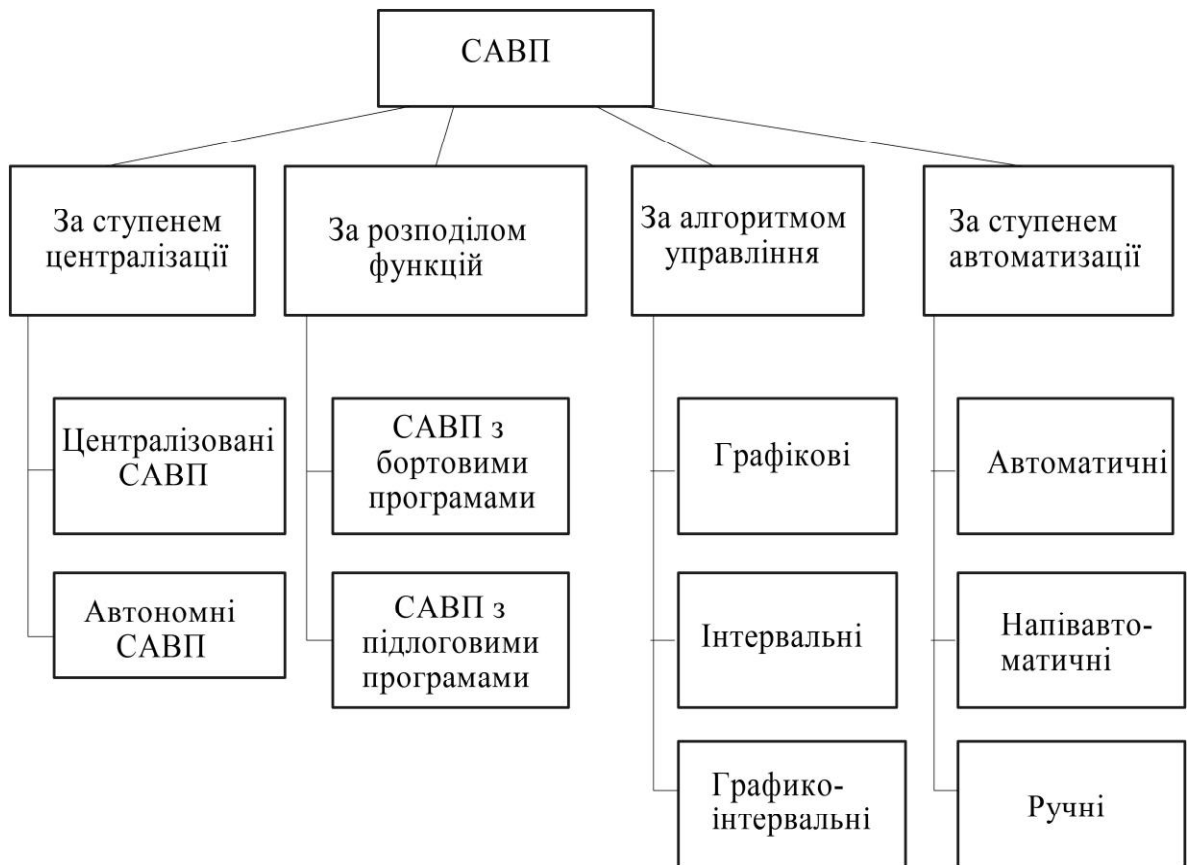 САВП
За ступенем
централізації
За розподілом
функцій
За алгоритмом
управління
За ступенем
автоматизації
Централізовані
САВП
Автономні
САВП
САВП з
бортовими
програмами
САВП з
підлоговими
програмами
Графікові
Інтервальні
Графико-
інтервальні
Автоматичні
Напівавто-
матичні
Ручні